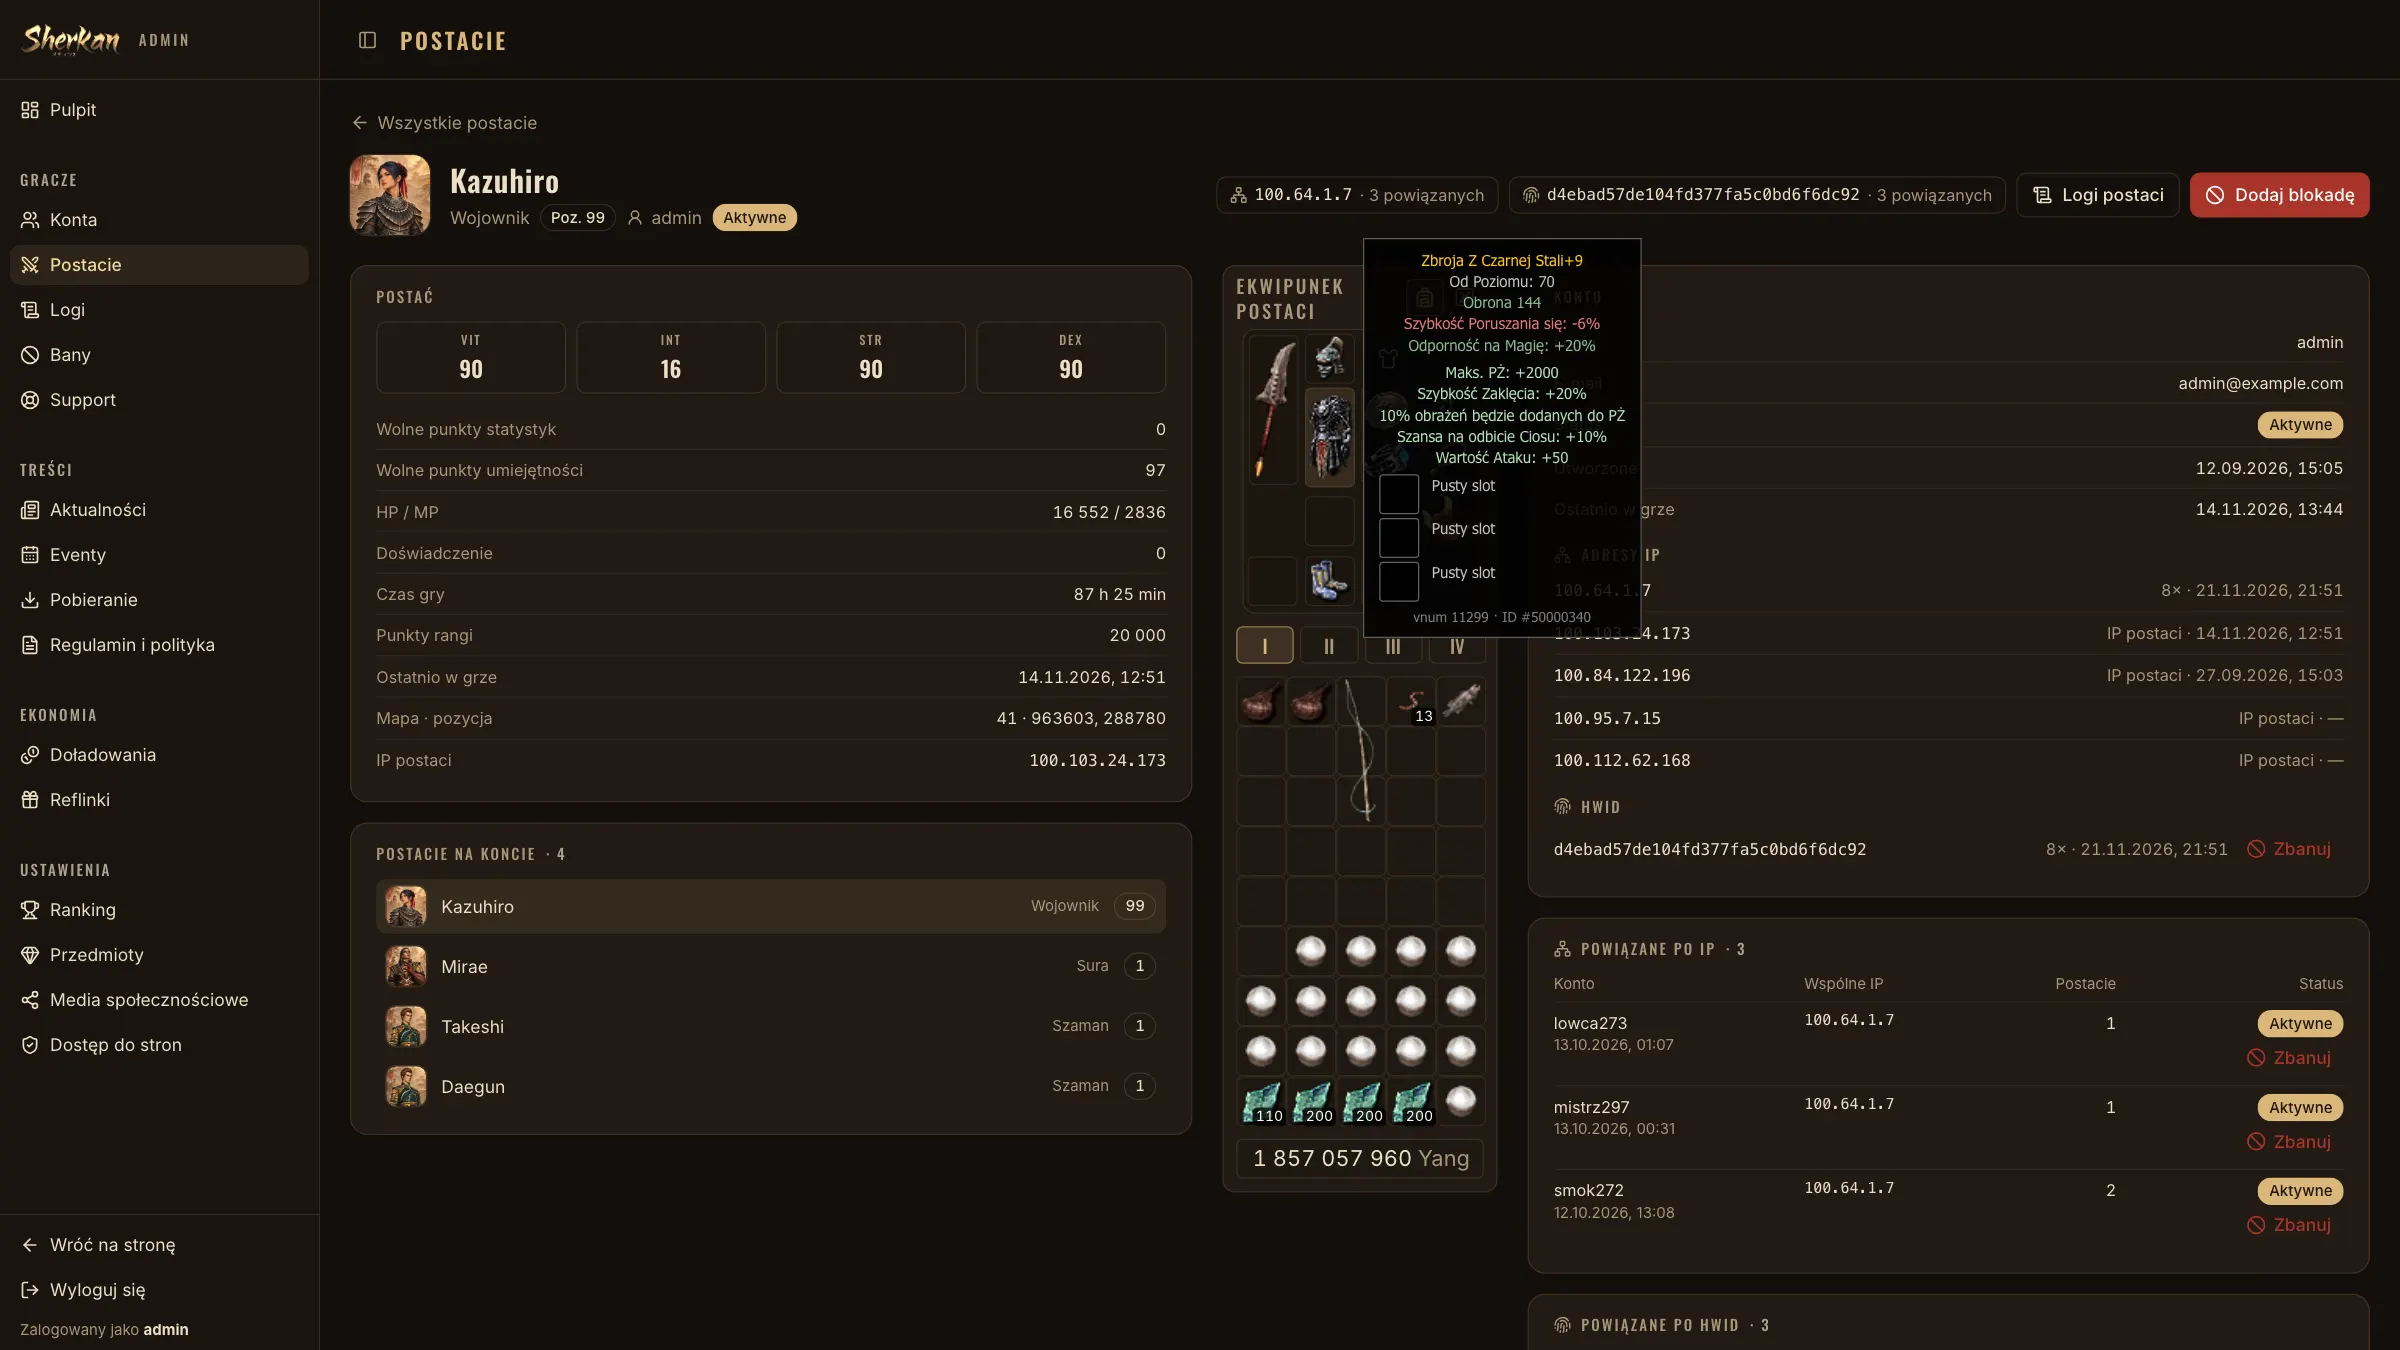 Sherkan ADMIN
POSTACIE
Pulpit
GRACZE
Konta
Postacie
Logi
Bany
Support
TREŚCI
Aktualności
Eventy
Pobieranie
Regulamin i polityka
EKONOMIA
Doładowania
Reflinki
USTAWIENIA
Ranking
Przedmioty
Media społecznościowe
Dostęp do stron
Wróć na stronę
Wyloguj się
Zalogowany jako admin
Wszystkie postacie
Kazuhiro
Wojownik Poz. 99 admin Aktywne
100.64.1.7 · 3 powiązanych
d4ebad57de104fd377fa5c0bd6f6dc92 · 3 powiązanych
Logi postaci
Dodaj blokadę
POSTAĆ
VIT INT STR DEX
90 16 90 90
Wolne punkty statystyk 0
Wolne punkty umiejętności 97
HP / MP 16 552 / 2836
Doświadczenie 0
Czas gry 87 h 25 min
Punkty rangi 20 000
Ostatnio w grze 14.11.2026, 12:51
Mapa · pozycja 41 · 963603, 288780
IP postaci 100.103.24.173
POSTACIE NA KONCIE · 4
Kazuhiro Wojownik 99
Mirae Sura 1
Takeshi Szaman 1
Daegun Szaman 1
EKWIPUNEK
POSTACI
Zbroja Z Czarnej Stali+9
Od Poziomu: 70
Obrona 144
Szybkość Poruszania się: -6%
Odporność na Magię: +20%
Maks. PŻ: +2000
Szybkość Zaklęcia: +20%
10% obrażeń będzie dodanych do PŻ
Szansa na odbicie Ciosu: +10%
Wartość Ataku: +50
Pusty slot
Pusty slot
Pusty slot
vnum 11299 · ID #50000340
I II III IV
13
110 200 200 200
1 857 057 960 Yang
KONTO
admin
admin@example.com
Aktywne
Utworzone 12.09.2026, 15:05
Ostatnio w grze 14.11.2026, 13:44
ADRESY IP
100.64.1.7 8× · 21.11.2026, 21:51
100.103.24.173 IP postaci · 14.11.2026, 12:51
100.84.122.196 IP postaci · 27.09.2026, 15:03
100.95.7.15 IP postaci · —
100.112.62.168 IP postaci · —
HWID
d4ebad57de104fd377fa5c0bd6f6dc92 8× · 21.11.2026, 21:51 Zbanuj
POWIĄZANE PO IP · 3
Konto Wspólne IP Postacie Status
lowca273 100.64.1.7 1 Aktywne
13.10.2026, 01:07 Zbanuj
mistrz297 100.64.1.7 1 Aktywne
13.10.2026, 00:31 Zbanuj
smok272 100.64.1.7 2 Aktywne
12.10.2026, 13:08 Zbanuj
POWIĄZANE PO HWID · 3